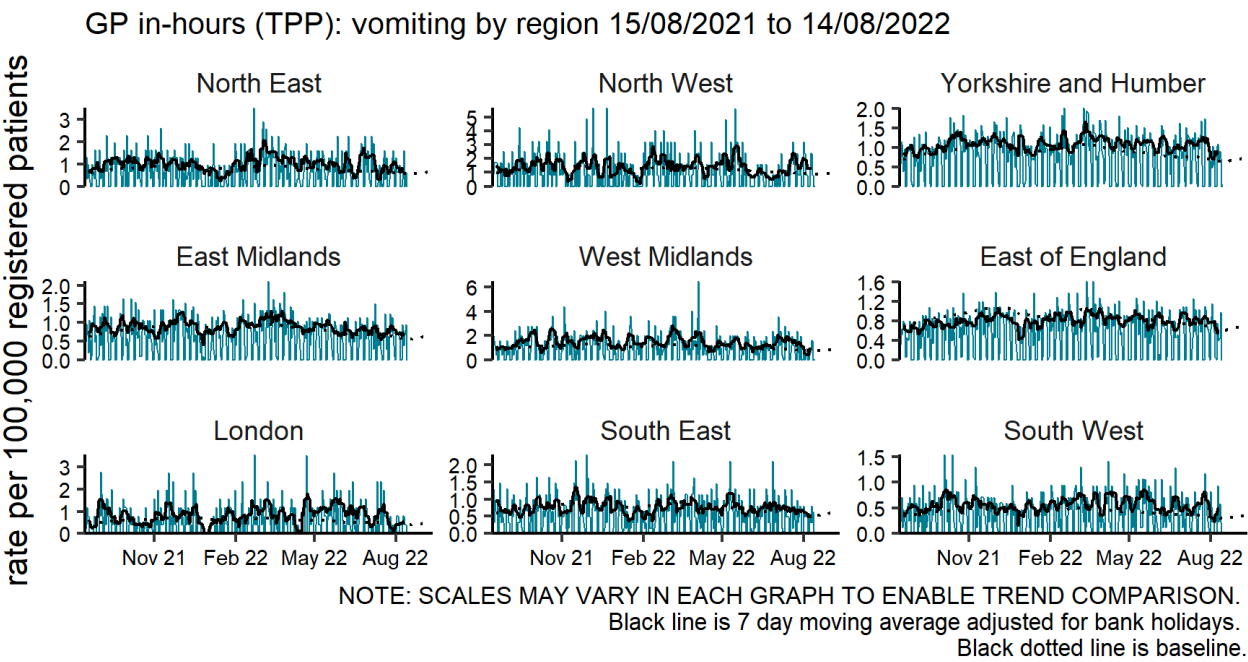 GP in-hours (TPP): vomiting by region 15/08/2021 to 14/08/2022
rate per 100,000 registered patients
North East
3
2
1
0
North West
5
4
3
2
1
0
Yorkshire and Humber
2.0
1.5
1.0
0.5
0.0
East Midlands
2.0
1.5
1.0
0.5
0.0
West Midlands
6
4
2
0
East of England
1.6
1.2
0.8
0.4
0.0
London
3
2
1
0
Nov 21 Feb 22 May 22 Aug 22
South East
2.0
1.5
1.0
0.5
0.0
Nov 21 Feb 22 May 22 Aug 22
South West
1.5
1.0
0.5
0.0
Nov 21 Feb 22 May 22 Aug 22
NOTE: SCALES MAY VARY IN EACH GRAPH TO ENABLE TREND COMPARISON.
Black line is 7 day moving average adjusted for bank holidays.
Black dotted line is baseline.